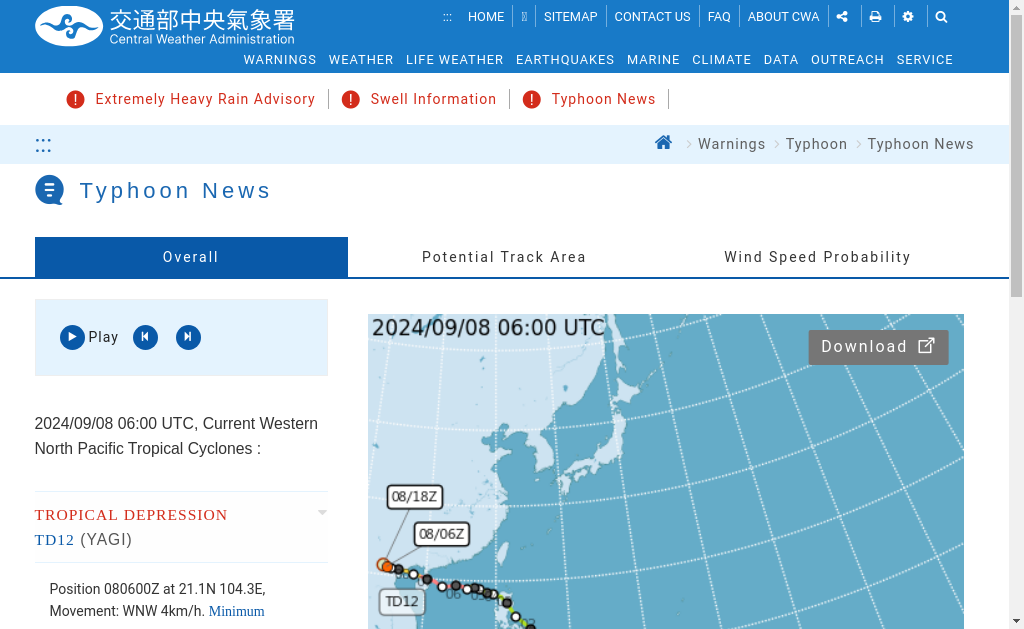 交通部中央氣象署
Central Weather Administration
::: HOME SITEMAP CONTACT US FAQ ABOUT CWA
WARNINGS WEATHER LIFE WEATHER EARTHQUAKES MARINE CLIMATE DATA OUTREACH SERVICE
Extremely Heavy Rain Advisory Swell Information Typhoon News
::: Warnings Typhoon Typhoon News
Typhoon News
Overall Potential Track Area Wind Speed Probability
Play
2024/09/08 06:00 UTC
Download
2024/09/08 06:00 UTC, Current Western
North Pacific Tropical Cyclones :
08/18Z
08/06Z
TROPICAL DEPRESSION
TD12 (YAGI)
TD12
Position 080600Z at 21.1N 104.3E,
Movement: WNW 4km/h. Minimum